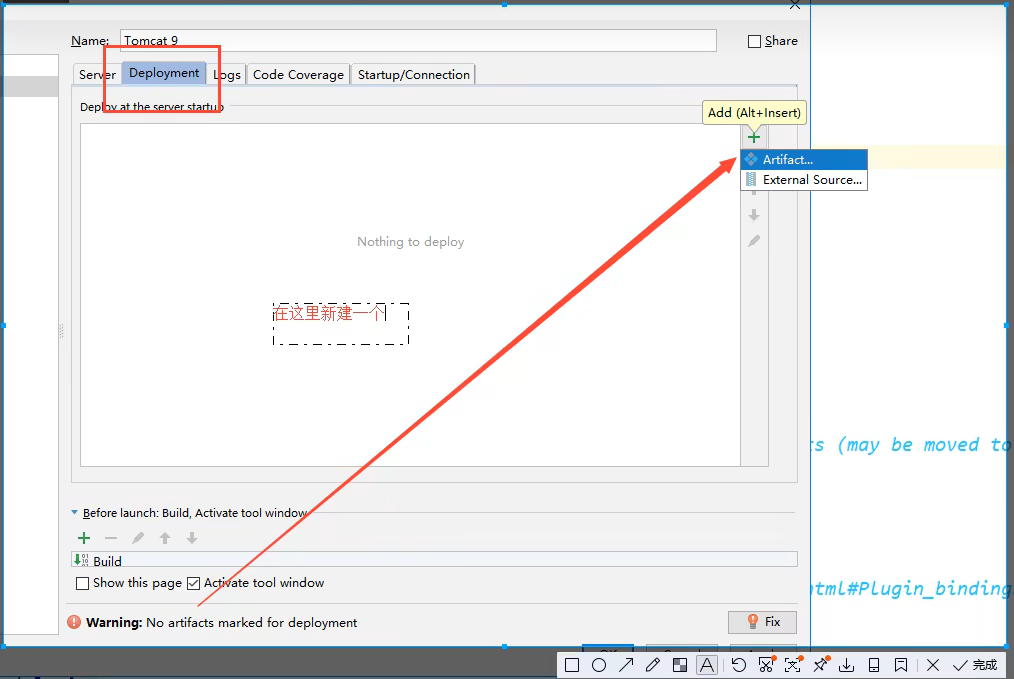 Name: Tomcat 9
Share
Server Deployment Logs Code Coverage Startup/Connection
Deploy at the server startup
Add (Alt+Insert)
Artifact...
External Source...
Nothing to deploy
在这里新建一个
(may be moved to
Before launch: Build, Activate tool window
Build
Show this page Activate tool window
html#Plugin_binding
Warning: No artifacts marked for deployment
Fix
A
完成